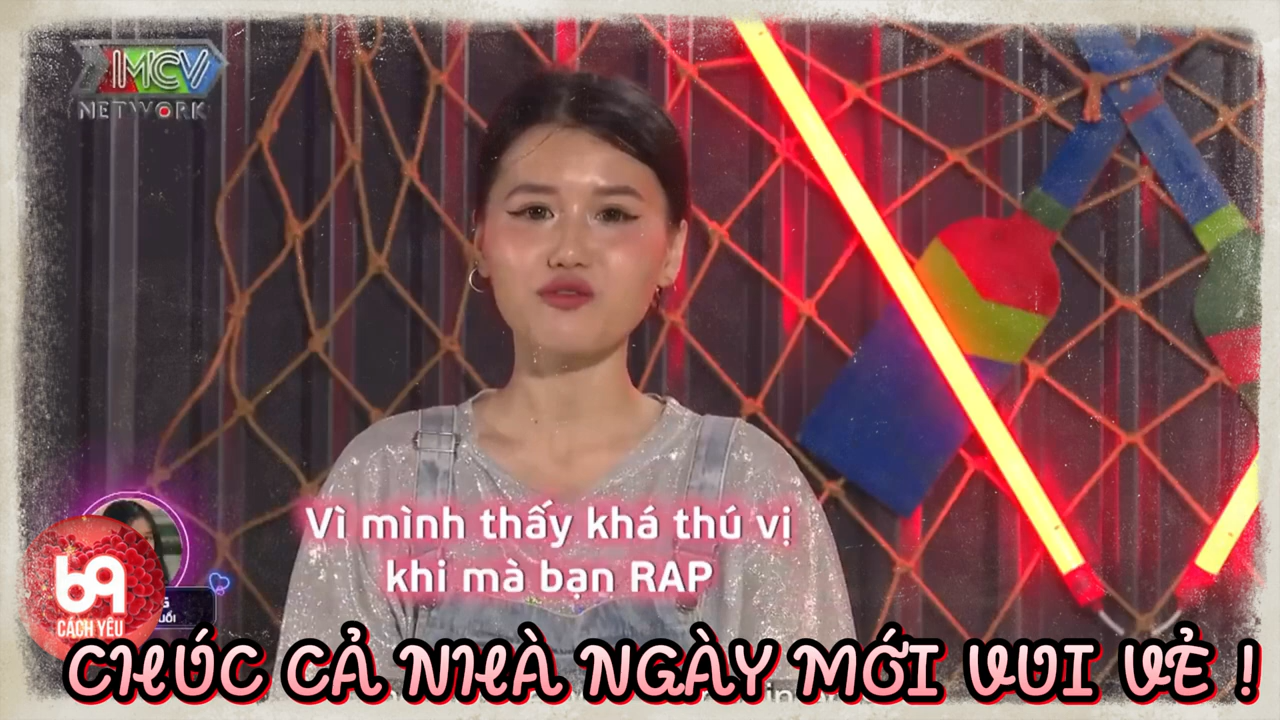 MCV
NETWORK
Vì mình thấy khá thú vị
khi mà bạn RAP
69
CÁCH YÊU
CHÚC CẢ NHÀ NGÀY MỚI VUI VẺ !